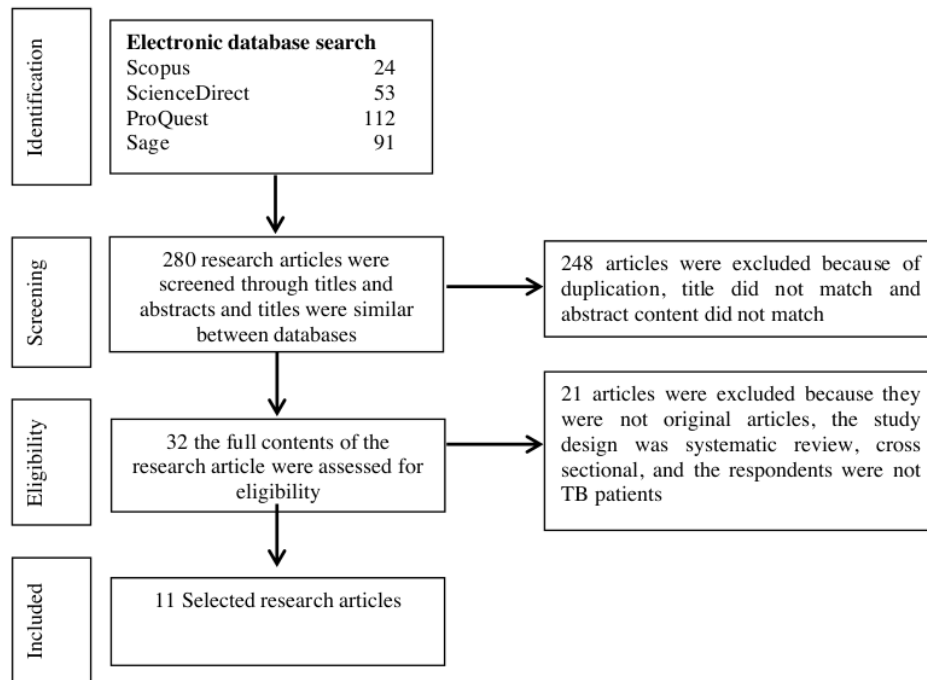 Identification
Electronic database search
Scopus 24
ScienceDirect 53
ProQuest 112
Sage 91
Screening
280 research articles were
screened through titles and
abstracts and titles were similar
between databases
248 articles were excluded because of
duplication, title did not match and
abstract content did not match
Eligibility
32 the full contents of the
research article were assessed for
eligibility
21 articles were excluded because they
were not original articles, the study
design was systematic review, cross
sectional, and the respondents were not
TB patients
Included
11 Selected research articles